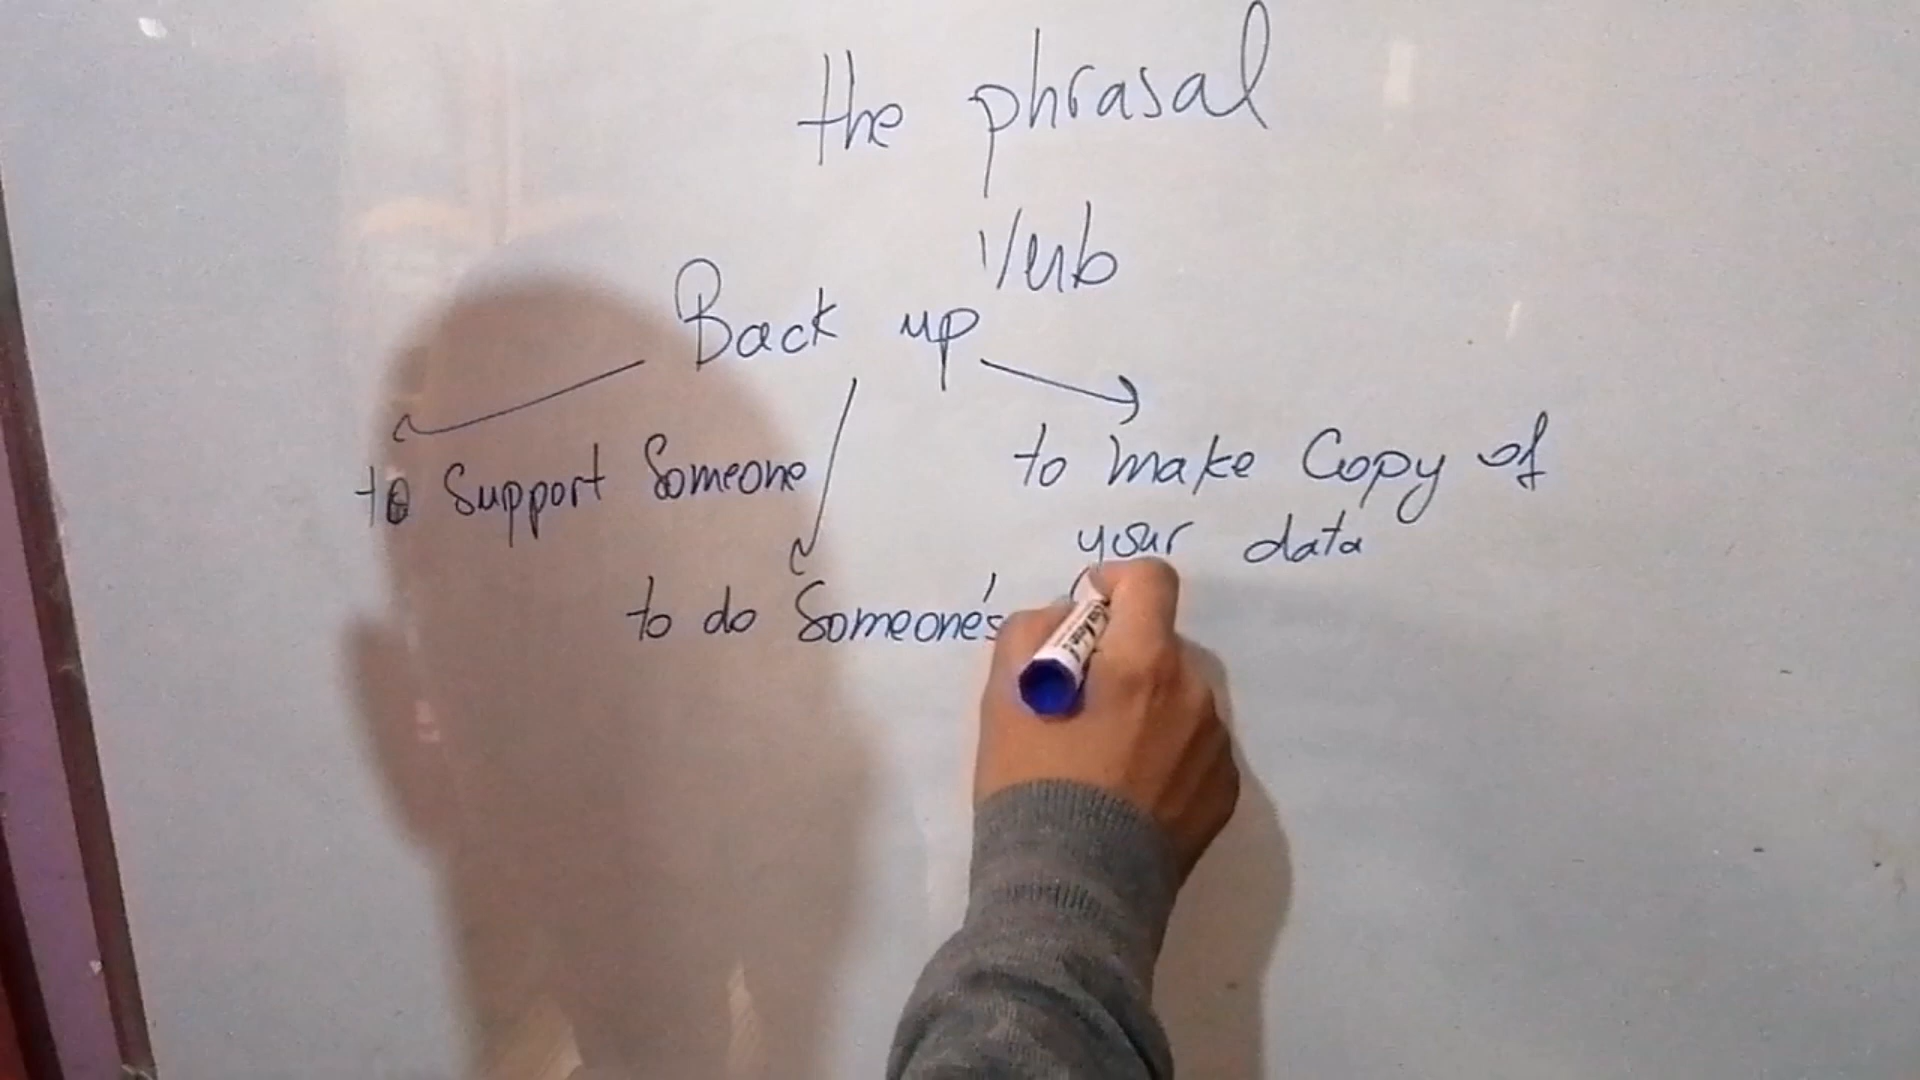 the phrasal
Verb
Back up
to Support Someone
to make Copy of
your data
to do Someone's